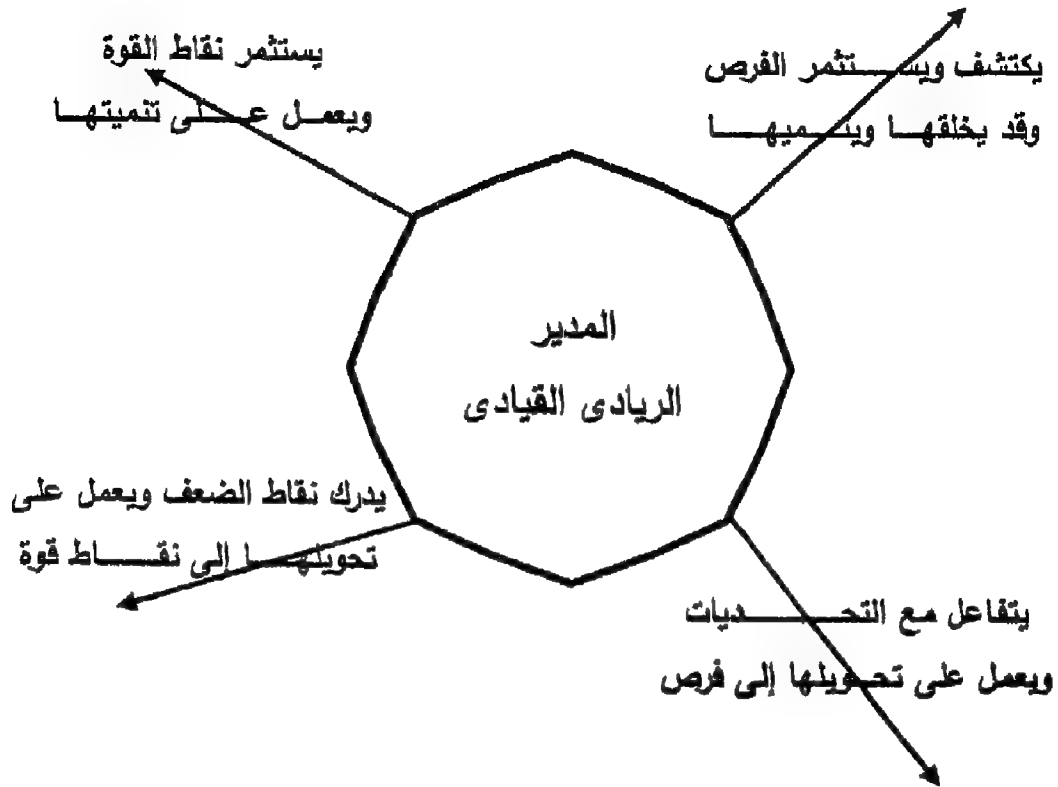 يكتشف ويستثمر الفرص
وقد يخلقها وينميها
يستثمر نقاط القوة
ويعمل على تنميتها
المدير
الريادى القيادى
يدرك نقاط الضعف ويعمل على
تحويلها إلى نقاط قوة
يتفاعل مع التحديات
ويعمل على تحويلها إلى فرص